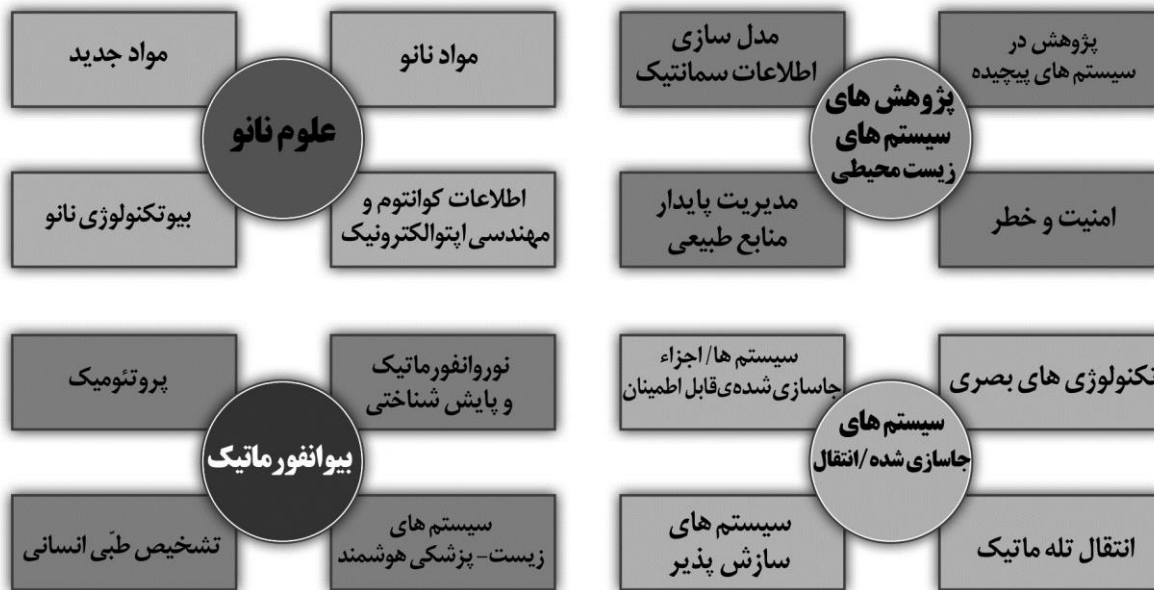 پژوهش در
سیستم های پیچیده
مدل سازی
اطلاعات سمانتیک
پژوهش های
سیستم های
زیست محیطی
امنیت و خطر
مدیریت پایدار
منابع طبیعی
مواد نانو
مواد جدید
علوم نانو
اطلاعات کوانتوم و
مهندسی اپتوالکترونیک
بیوتکنولوژی نانو
تکنولوژی های بصری
سیستم ها/اجزاء
جاسازی شده‌ی قابل اطمینان
سیستم های
جاسازی شده/انتقال
انتقال تله ماتیک
سیستم های
سازش پذیر
نوروانفورماتیک
و پایش شناختی
پروتئومیک
بیوانفورماتیک
سیستم های
زیست-پزشکی هوشمند
تشخیص طبّی انسانی